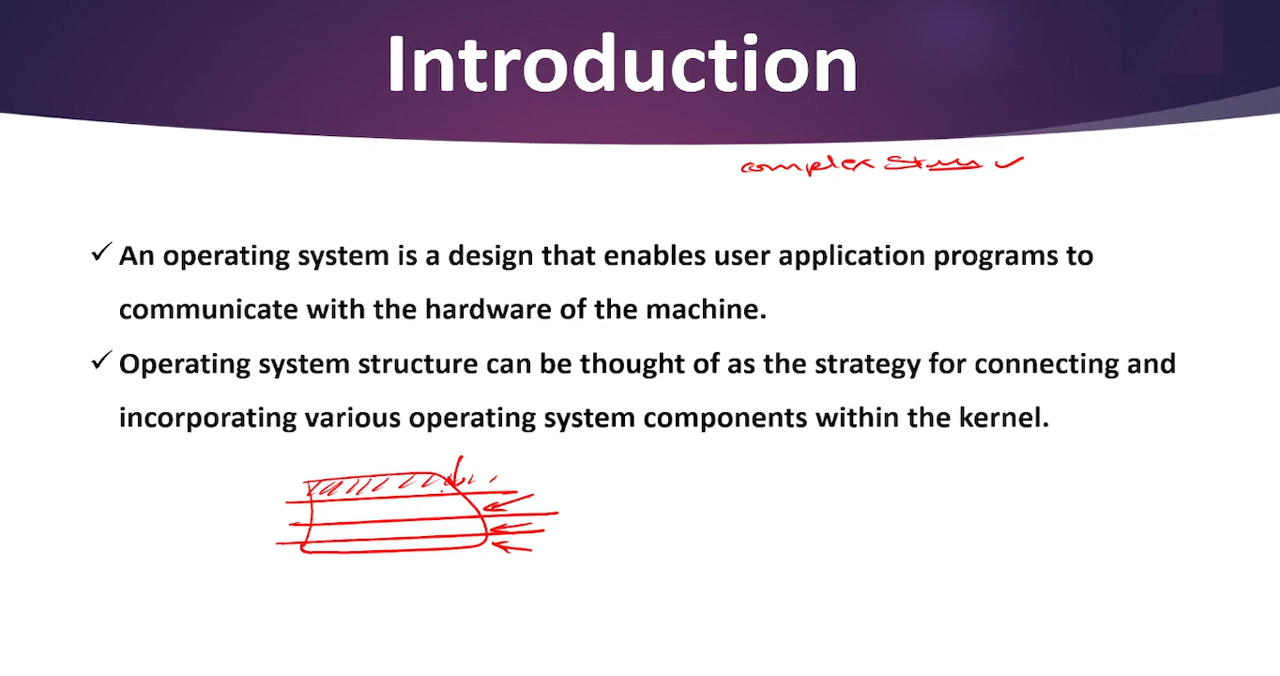 Introduction
complex
✓ An operating system is a design that enables user application programs to
communicate with the hardware of the machine.
✓ Operating system structure can be thought of as the strategy for connecting and
incorporating various operating system components within the kernel.